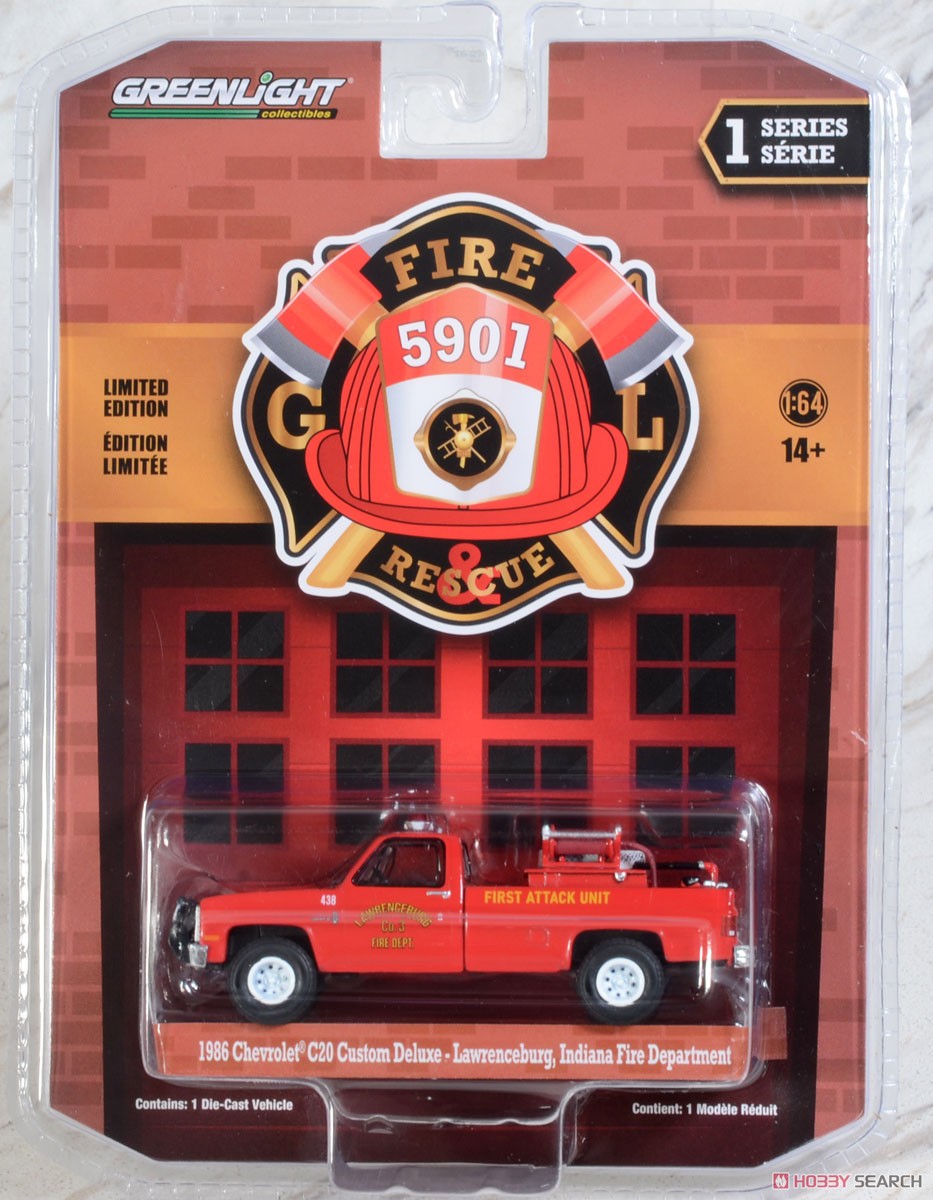 GREENLIGHT
collectibles
1 SERIES
SÉRIE
FIRE
5901
G L
& RESCUE
LIMITED
EDITION
ÉDITION
LIMITÉE
1:64
14+
438
LAWRENCEBURG
Co. 3
FIRE DEPT.
FIRST ATTACK UNIT
1986 Chevrolet® C20 Custom Deluxe - Lawrenceburg, Indiana Fire Department
Contains: 1 Die-Cast Vehicle
Contient: 1 Modèle Réduit
HOBBY SEARCH